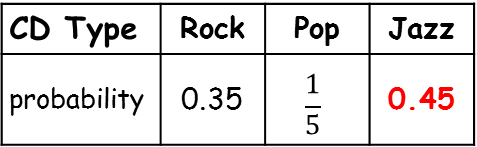 CD Type Rock Pop Jazz
probability 0.35 1/5 0.45